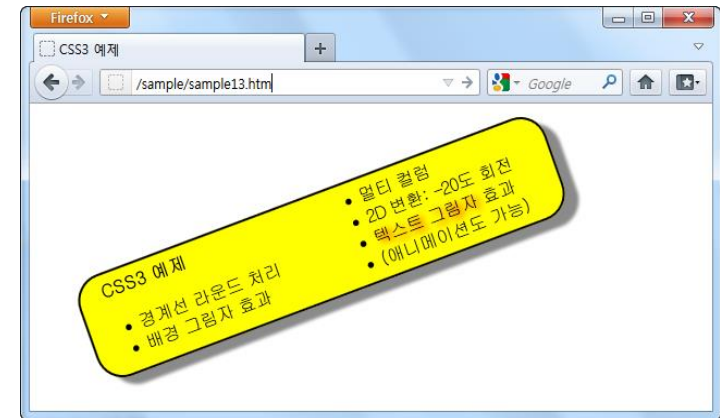 Firefox
CSS3 예제
/sample/sample13.htm
Google
CSS3 예제
• 경계선 라운드 처리
• 배경 그림자 효과
• 멀티 컬럼
• 2D 변환: -20도 회전
• 텍스트 그림자 효과
• (애니메이션도 가능)